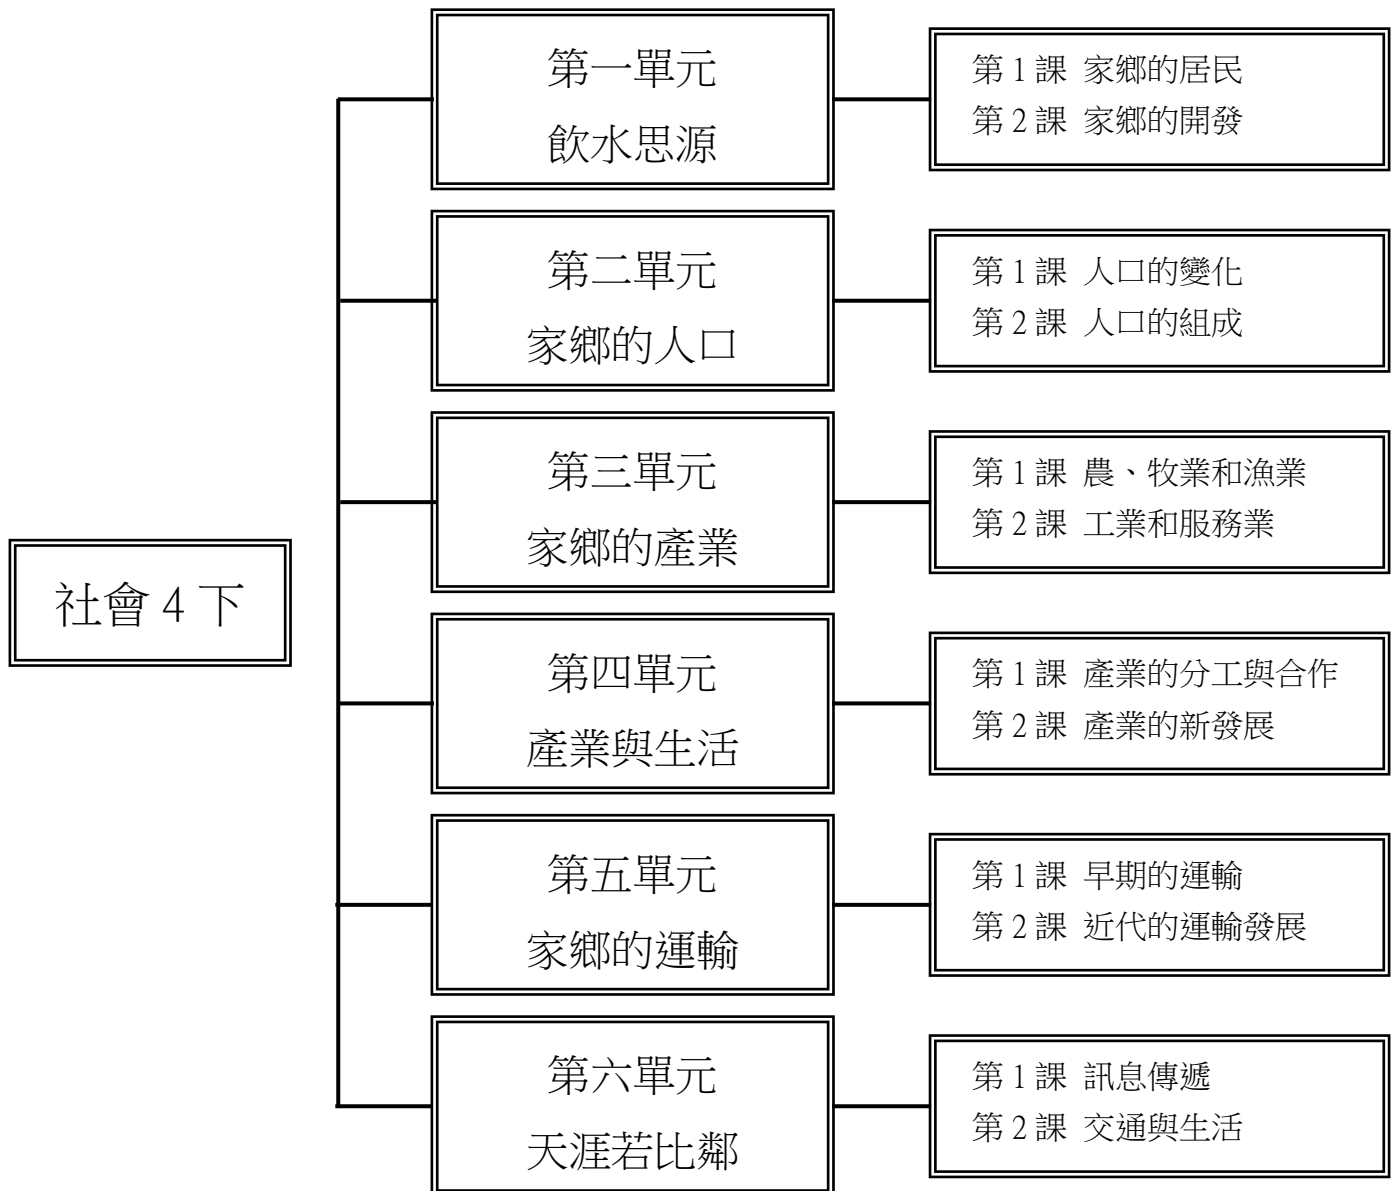 社會 4 下
第一單元
飲水思源
第 1 課 家鄉的居民
第 2 課 家鄉的開發
第二單元
家鄉的人口
第 1 課 人口的變化
第 2 課 人口的組成
第三單元
家鄉的產業
第 1 課 農、牧業和漁業
第 2 課 工業和服務業
第四單元
產業與生活
第 1 課 產業的分工與合作
第 2 課 產業的新發展
第五單元
家鄉的運輸
第 1 課 早期的運輸
第 2 課 近代的運輸發展
第六單元
天涯若比鄰
第 1 課 訊息傳遞
第 2 課 交通與生活